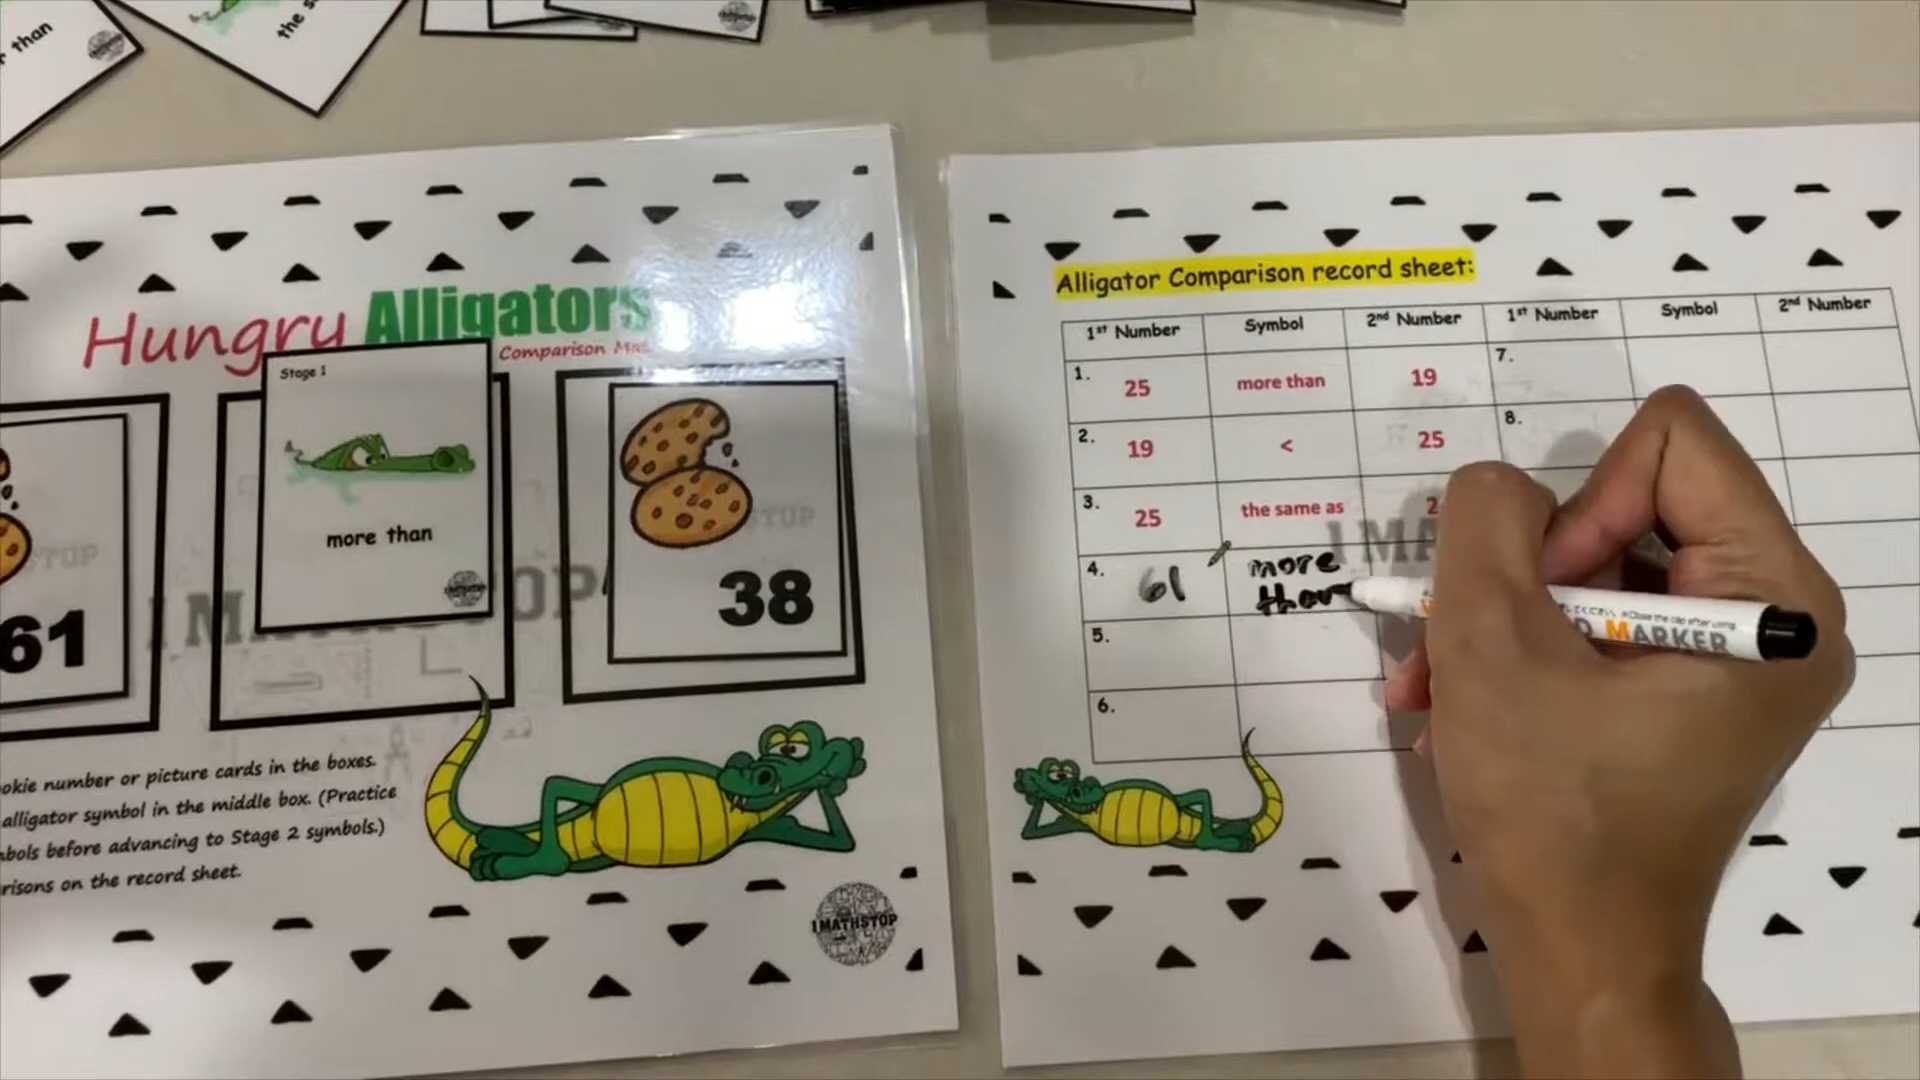 than
the s
Hungry Alligators
Comparison
Stage 1
more than
61
38
okie number or picture cards in the boxes.
alligator symbol in the middle box. (Practice
mbols before advancing to Stage 2 symbols.)
risons on the record sheet.
1MATHSTOP
Alligator Comparison record sheet:
1st Number Symbol 2nd Number 1st Number Symbol 2nd Number
1. 25 more than 19 7.
2. 19 < 25 8.
3. 25 the same as 2
4. 61 more than
5.
6.
MARKER